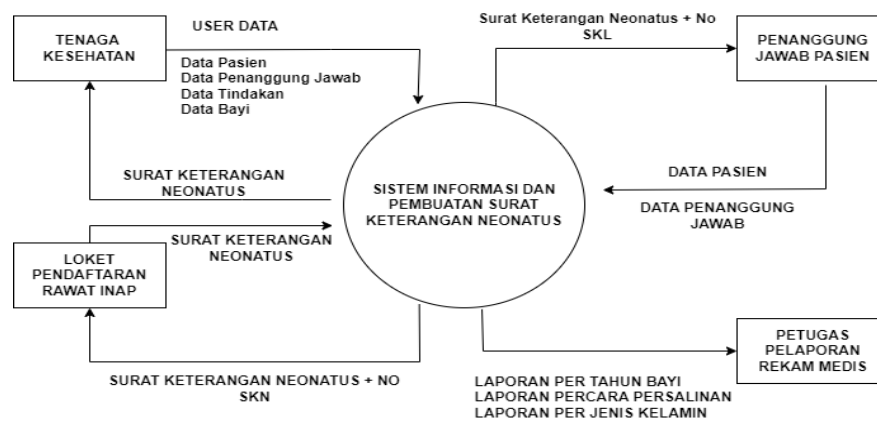 TENAGA
KESEHATAN
USER DATA
Data Pasien
Data Penanggung Jawab
Data Tindakan
Data Bayi
Surat Keterangan Neonatus + No
SKL
PENANGGUNG
JAWAB PASIEN
SURAT KETERANGAN
NEONATUS
SISTEM INFORMASI DAN
PEMBUATAN SURAT
KETERANGAN NEONATUS
DATA PASIEN
DATA PENANGGUNG
JAWAB
SURAT KETERANGAN
NEONATUS
LOKET
PENDAFTARAN
RAWAT INAP
SURAT KETERANGAN NEONATUS + NO
SKN
LAPORAN PER TAHUN BAYI
LAPORAN PERCARA PERSALINAN
LAPORAN PER JENIS KELAMIN
PETUGAS
PELAPORAN
REKAM MEDIS